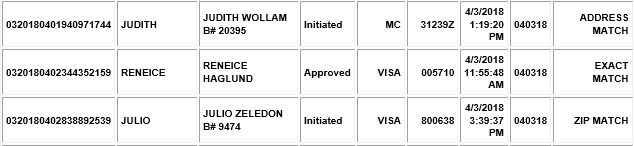 0320180401940971744 JUDITH JUDITH WOLLAM B# 20395 Initiated MC 31239Z 4/3/2018 1:19:20 PM 040318 ADDRESS MATCH
0320180402344352159 RENEICE RENEICE HAGLUND Approved VISA 005710 4/3/2018 11:55:48 AM 040318 EXACT MATCH
0320180402838892539 JULIO JULIO ZELEDON B# 9474 Initiated VISA 800638 4/3/2018 3:39:37 PM 040318 ZIP MATCH